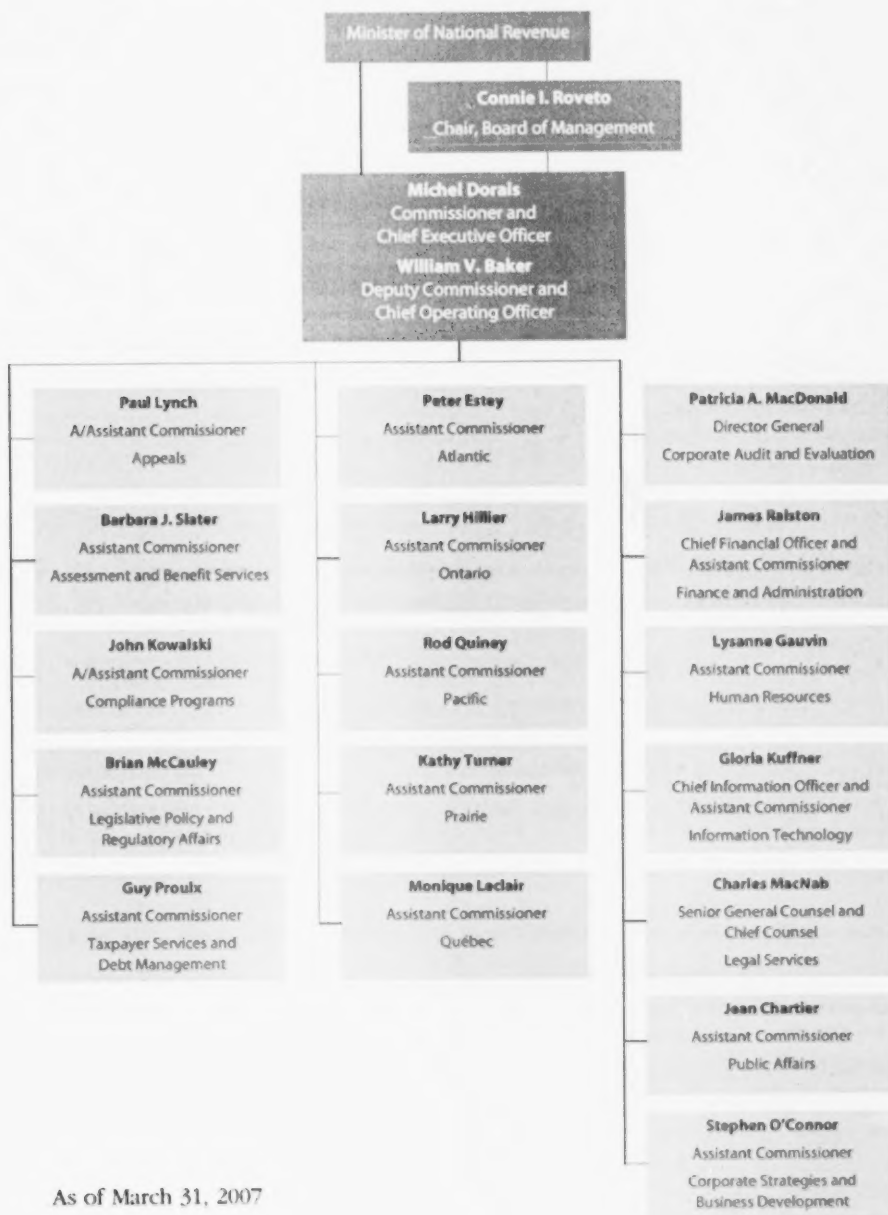 Minister of National Revenue
Connie I. Roveto
Chair, Board of Management
Michel Dorais
Commissioner and
Chief Executive Officer
William V. Baker
Deputy Commissioner and
Chief Operating Officer
Paul Lynch
A/Assistant Commissioner
Appeals
Barbara J. Slater
Assistant Commissioner
Assessment and Benefit Services
John Kowalski
A/Assistant Commissioner
Compliance Programs
Brian McCauley
Assistant Commissioner
Legislative Policy and
Regulatory Affairs
Guy Proulx
Assistant Commissioner
Taxpayer Services and
Debt Management
Peter Estey
Assistant Commissioner
Atlantic
Larry Hillier
Assistant Commissioner
Ontario
Rod Quiney
Assistant Commissioner
Pacific
Kathy Turner
Assistant Commissioner
Prairie
Monique Leclair
Assistant Commissioner
Québec
Patricia A. MacDonald
Director General
Corporate Audit and Evaluation
James Ralston
Chief Financial Officer and
Assistant Commissioner
Finance and Administration
Lysanne Gauvin
Assistant Commissioner
Human Resources
Gloria Kuffner
Chief Information Officer and
Assistant Commissioner
Information Technology
Charles MacNab
Senior General Counsel and
Chief Counsel
Legal Services
Jean Chartier
Assistant Commissioner
Public Affairs
Stephen O'Connor
Assistant Commissioner
Corporate Strategies and
Business Development
As of March 31, 2007